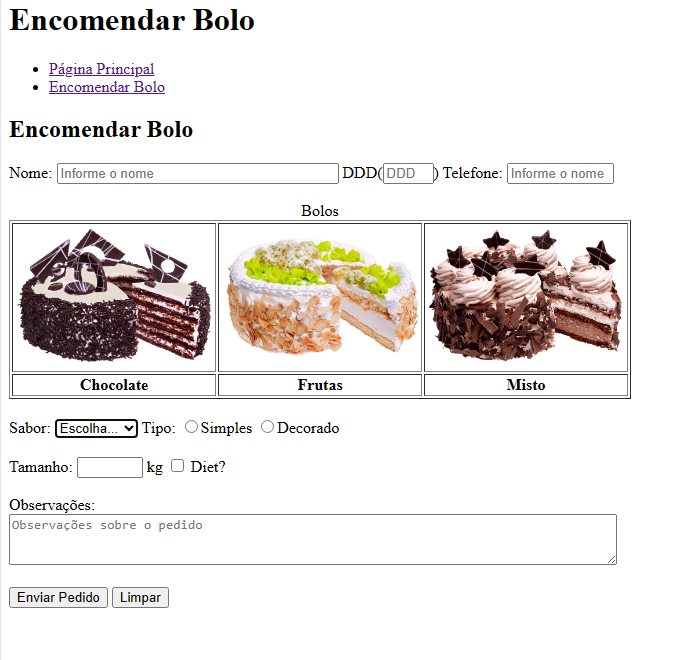 Encomendar Bolo
Página Principal
Encomendar Bolo
Encomendar Bolo
Nome: Informe o nome DDD(DDD) Telefone: Informe o nome
Bolos
Chocolate Frutas Misto
Sabor: Escolha... Tipo: Simples Decorado
Tamanho: kg Diet?
Observações:
Observações sobre o pedido
Enviar Pedido Limpar